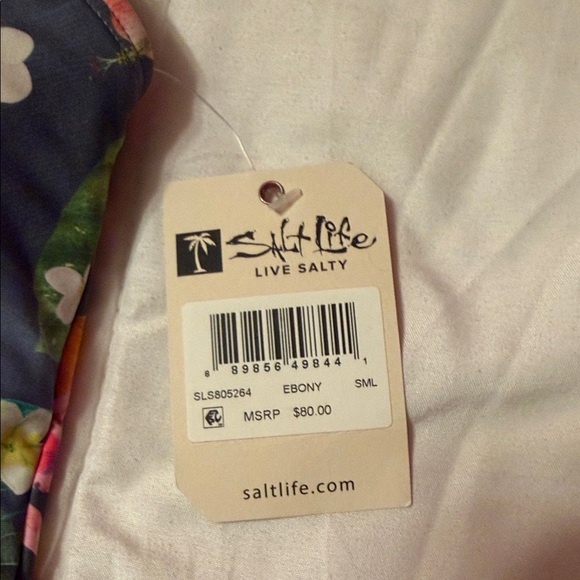 Salt Life
LIVE SALTY
8 89856 49844 1
SLS805264 EBONY SML
MSRP $80.00
saltlife.com